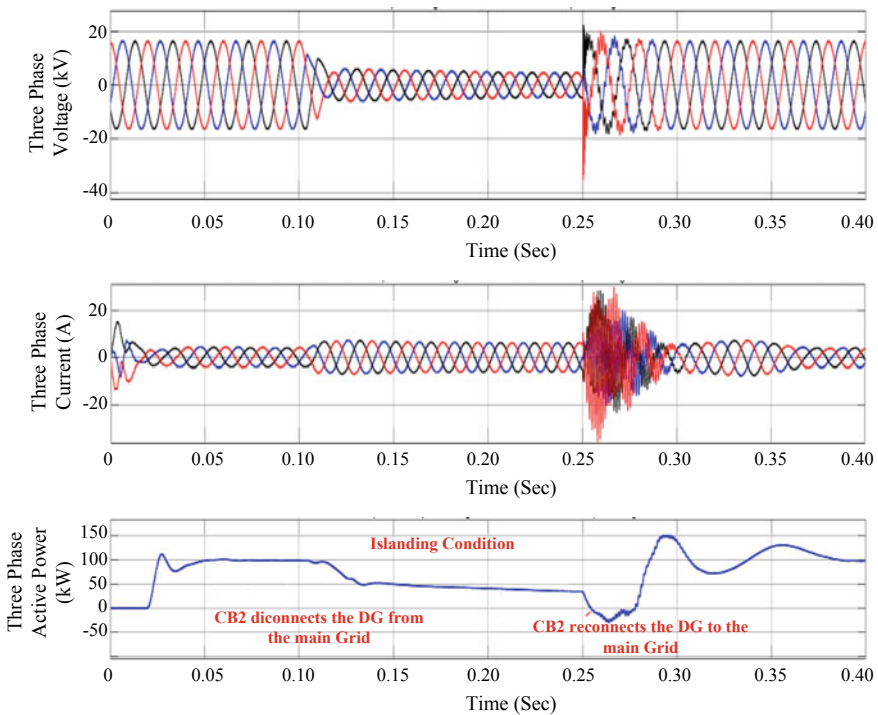 Three Phase
Voltage (kV)
20
0
-20
-40
0 0.05 0.10 0.15 0.20 0.25 0.30 0.35 0.40
Time (Sec)
Three Phase
Current (A)
20
0
-20
0 0.05 0.10 0.15 0.20 0.25 0.30 0.35 0.40
Time (Sec)
Three Phase
Active Power
(kW)
150
100
50
0
-50
Islanding Condition
CB2 diconnects the DG from
the main Grid
CB2 reconnects the DG to the
main Grid
0 0.05 0.10 0.15 0.20 0.25 0.30 0.35 0.40
Time (Sec)